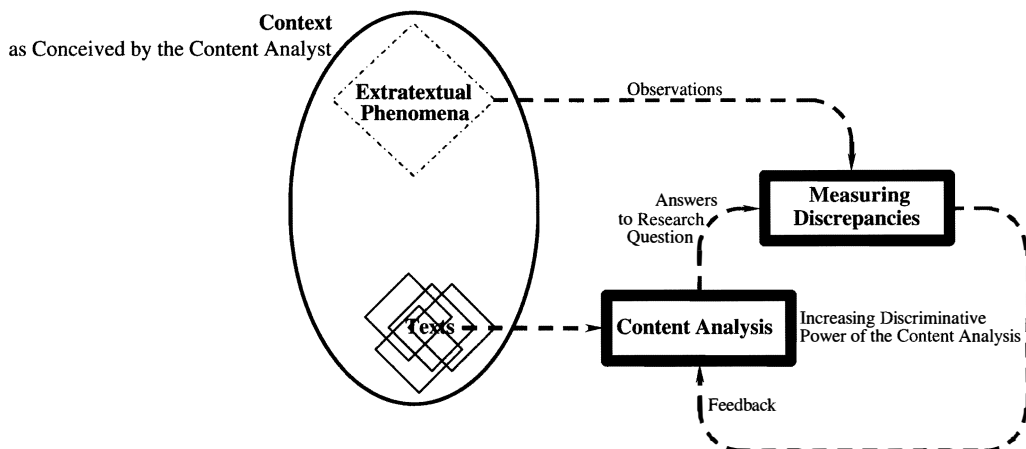 Context
as Conceived by the Content Analyst
Extratextual
Phenomena
Observations
Measuring
Discrepancies
Answers
to Research
Question
Texts
Content Analysis
Increasing Discriminative
Power of the Content Analysis
Feedback